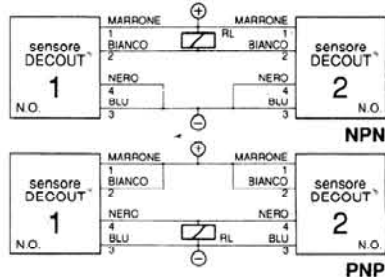 +
MARRONE MARRONE
1 RL 1
sensore BIANCO BIANCO sensore
DECOUT 2 2 DECOUT
1 NERO NERO 2
4 4
BLU BLU
N.O. 3 3 N.O.
−
NPN
+
MARRONE MARRONE
1 1
sensore BIANCO BIANCO sensore
DECOUT 2 2 DECOUT
1 NERO NERO 2
4 4
BLU RL BLU
N.O. 3 3 N.O.
−
PNP